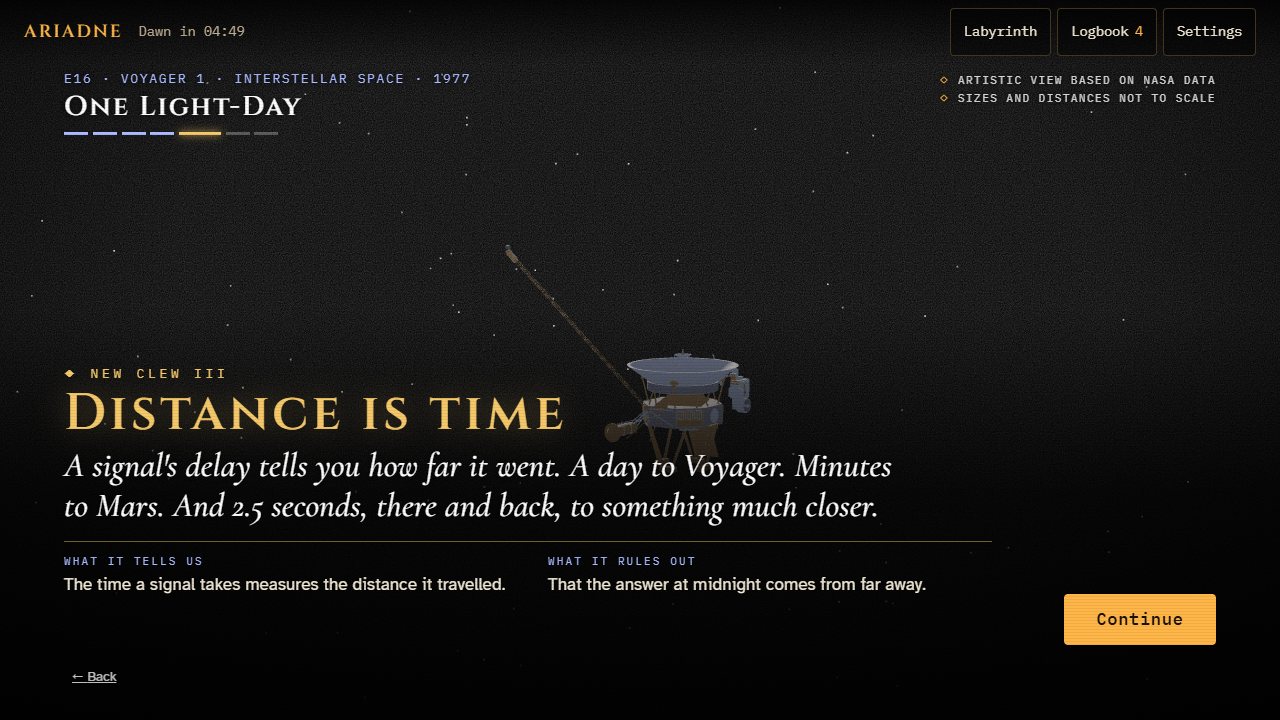 ARIADNE Dawn in 04:49
Labyrinth
Logbook 4
Settings
E16 · VOYAGER 1 · INTERSTELLAR SPACE · 1977
One Light-Day
◇ ARTISTIC VIEW BASED ON NASA DATA
◇ SIZES AND DISTANCES NOT TO SCALE
◆ NEW CLEW III
Distance is time
A signal's delay tells you how far it went. A day to Voyager. Minutes
to Mars. And 2.5 seconds, there and back, to something much closer.
WHAT IT TELLS US
The time a signal takes measures the distance it travelled.
WHAT IT RULES OUT
That the answer at midnight comes from far away.
Continue
← Back